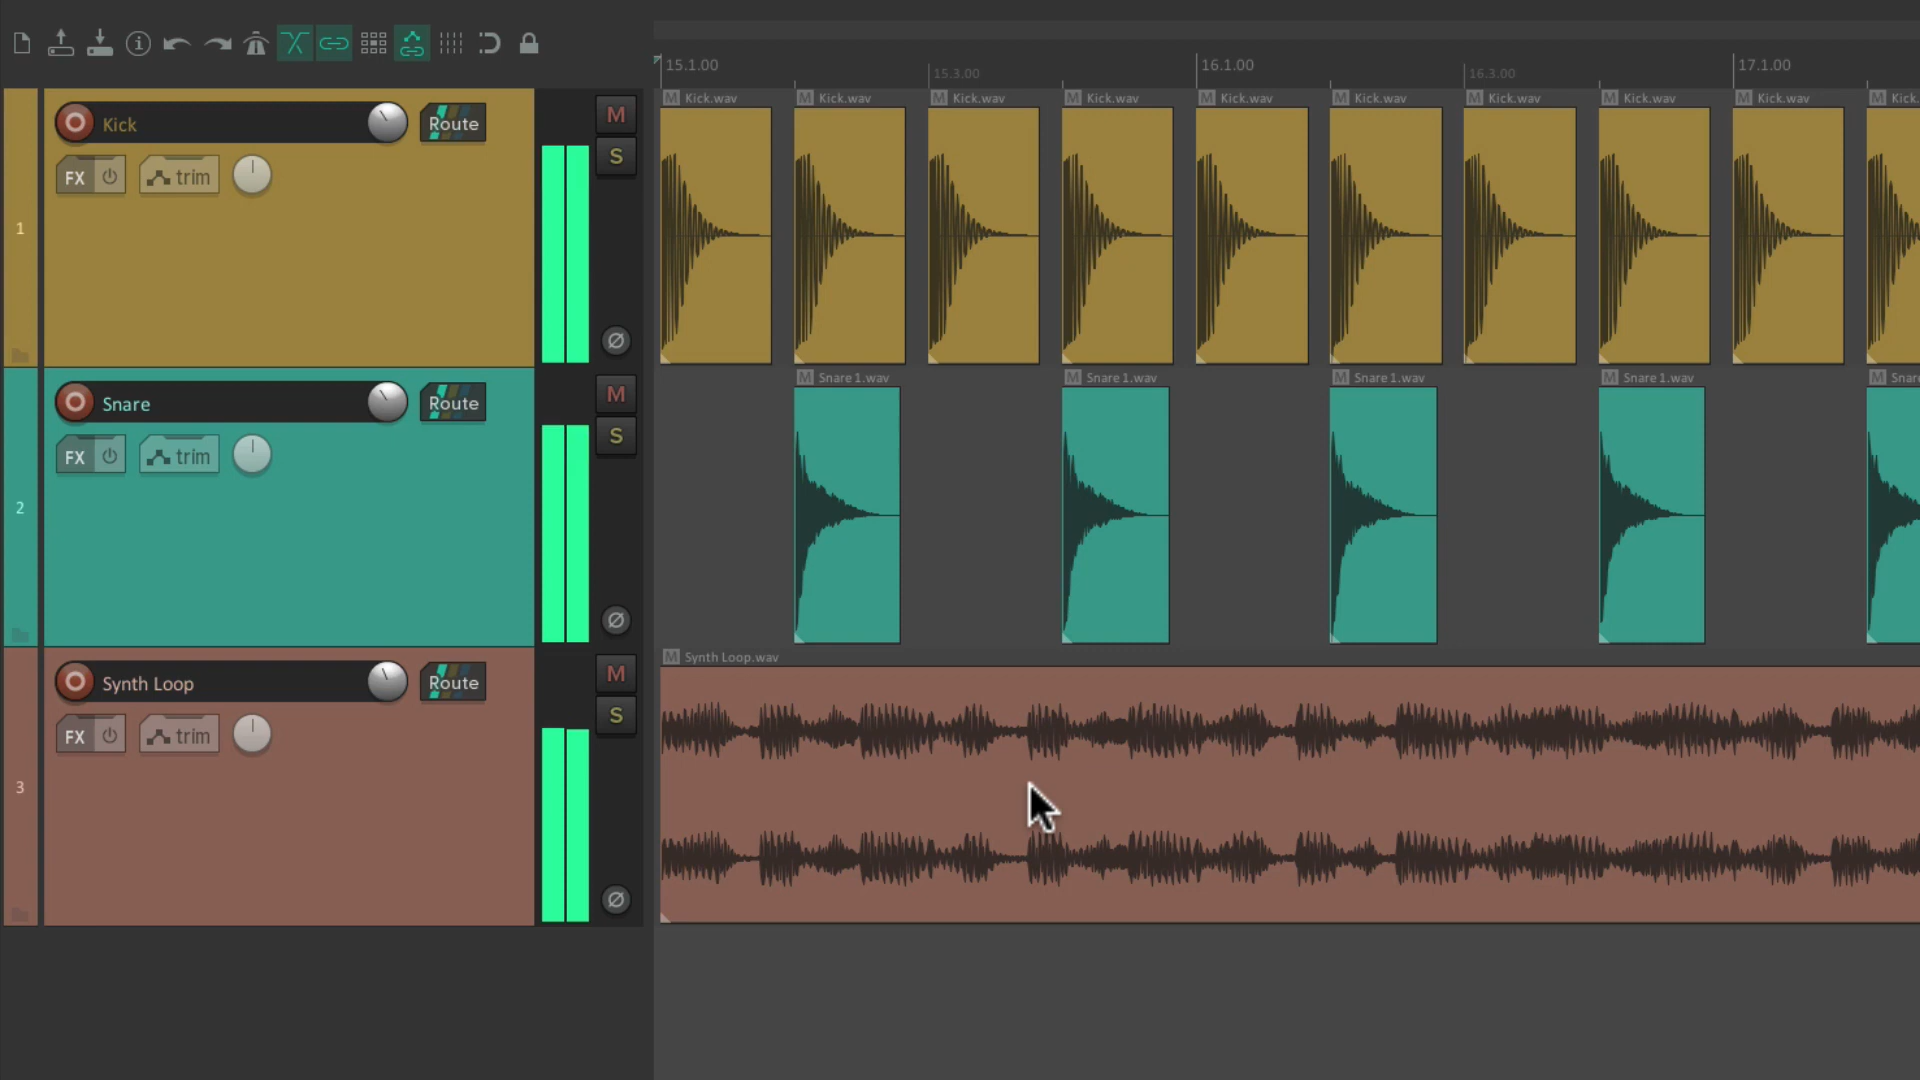 15.1.00 15.3.00 16.1.00 16.3.00 17.1.00
M Kick.wav M Kick.wav M Kick.wav M Kick.wav M Kick.wav M Kick.wav M Kick.wav M Kick.wav M Kick.wav M Kick.
Kick Route M
S
FX trim
1
Ø
M Snare 1.wav M Snare 1.wav M Snare 1.wav M Snare 1.wav M Snare
Snare Route M
S
FX trim
2
Ø
M Synth Loop.wav
Synth Loop Route M
S
FX trim
3
Ø